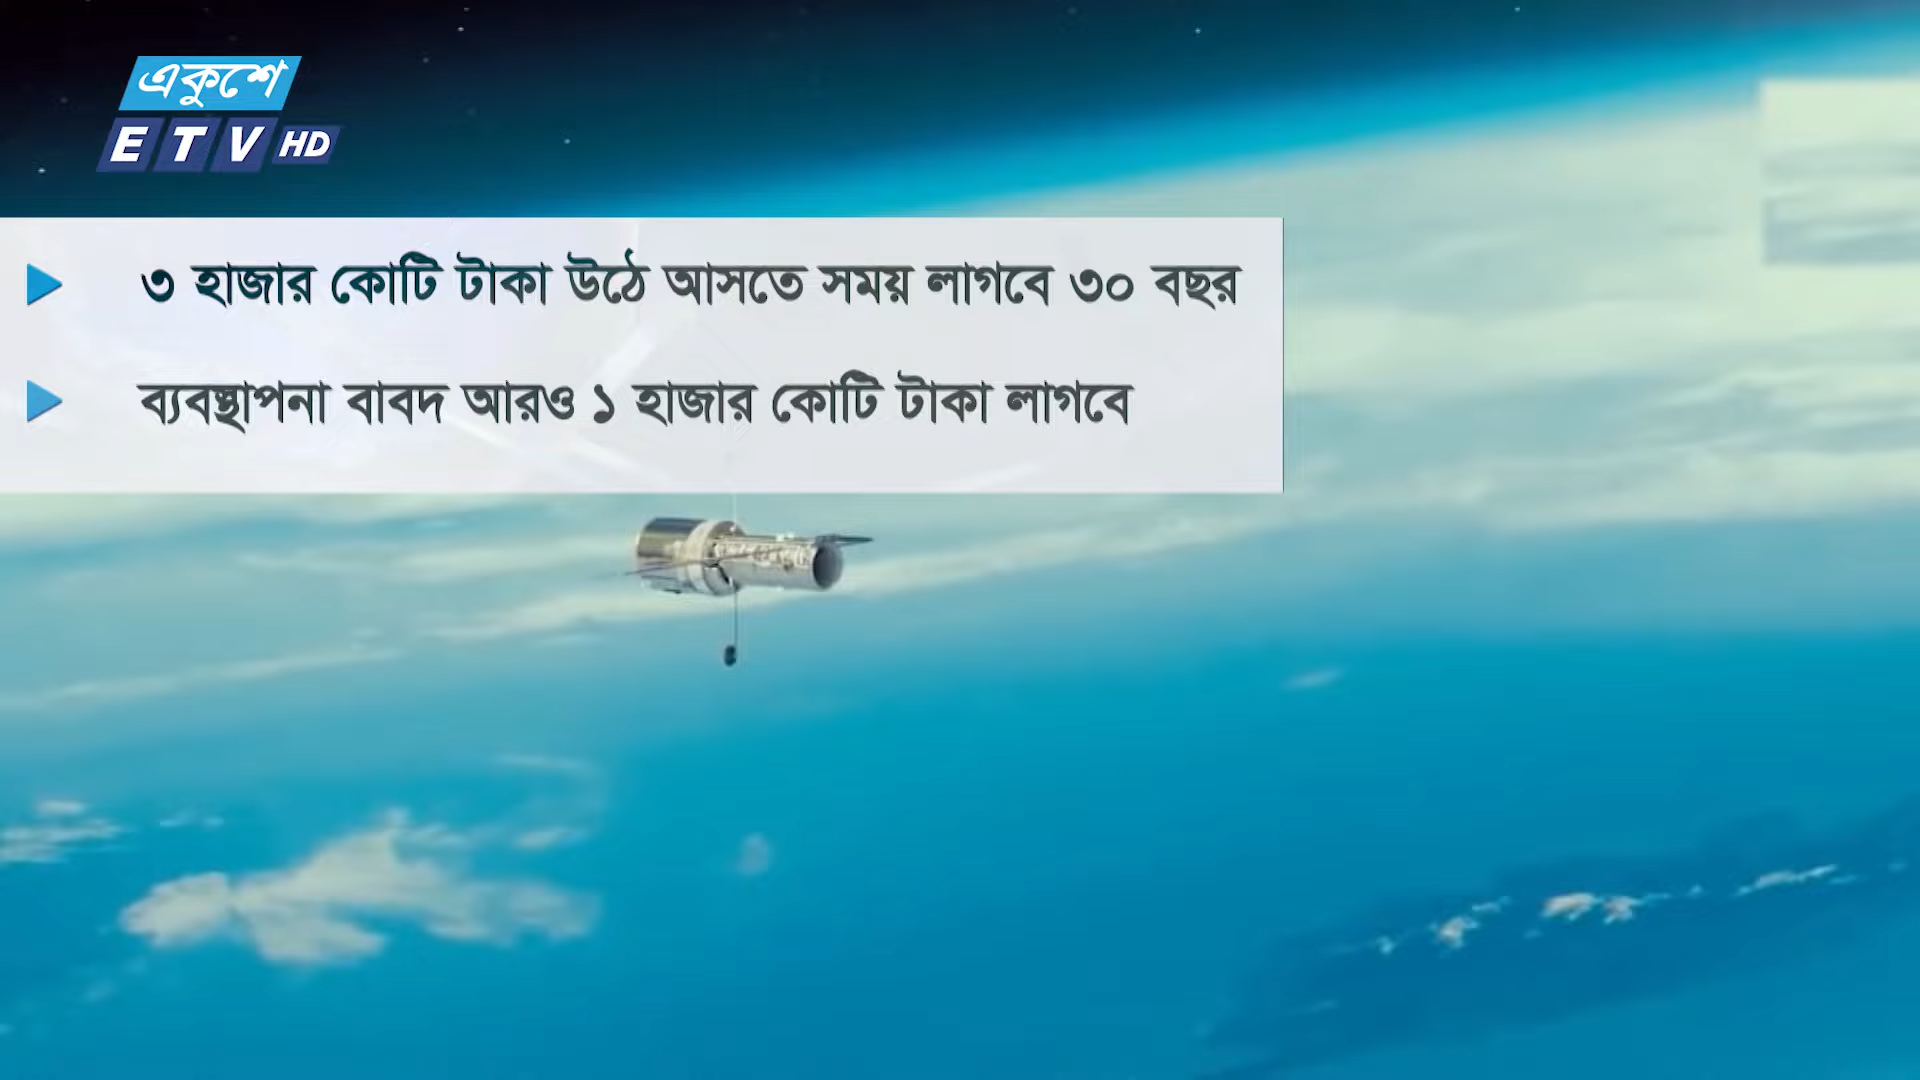 একুশে
ETV HD
৩ হাজার কোটি টাকা উঠে আসতে সময় লাগবে ৩০ বছর
ব্যবস্থাপনা বাবদ আরও ১ হাজার কোটি টাকা লাগবে